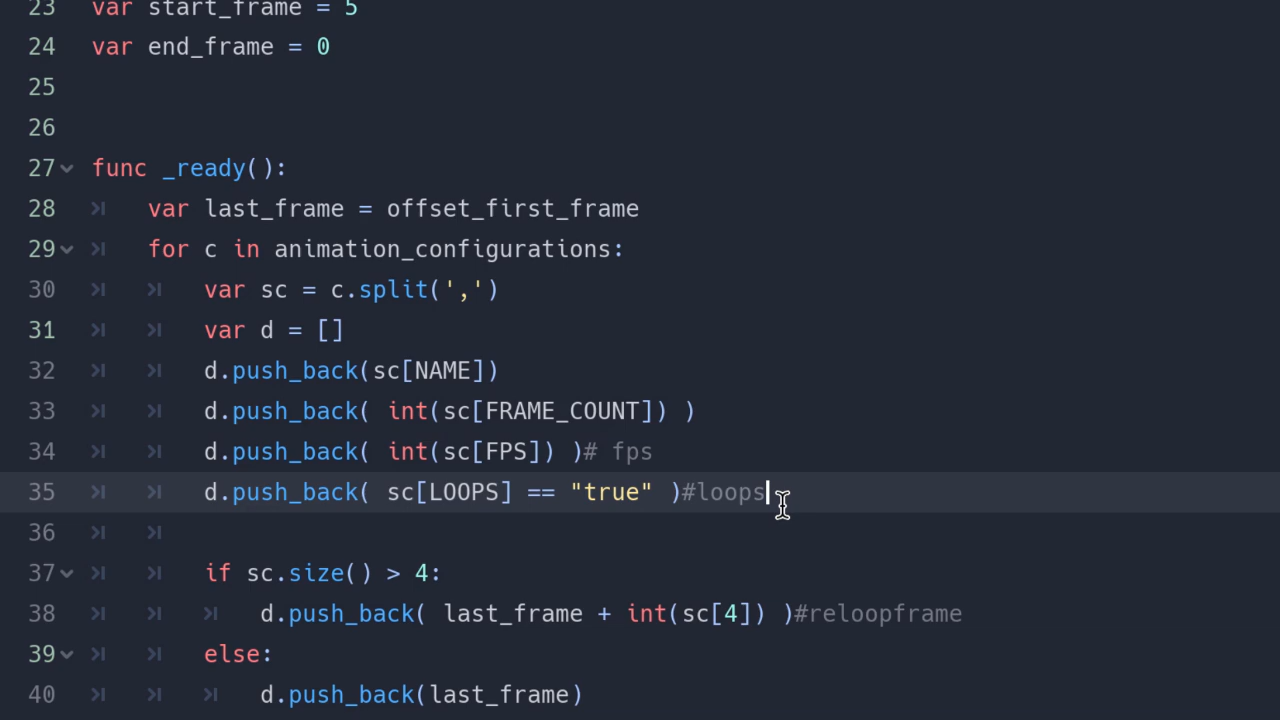 23 var start_frame = 5
24 var end_frame = 0
25
26
27 func _ready():
28 var last_frame = offset_first_frame
29 for c in animation_configurations:
30 var sc = c.split(',')
31 var d = []
32 d.push_back(sc[NAME])
33 d.push_back( int(sc[FRAME_COUNT]) )
34 d.push_back( int(sc[FPS]) )# fps
35 d.push_back( sc[LOOPS] == "true" )#loops
36
37 if sc.size() > 4:
38 d.push_back( last_frame + int(sc[4]) )#reloopframe
39 else:
40 d.push_back(last_frame)